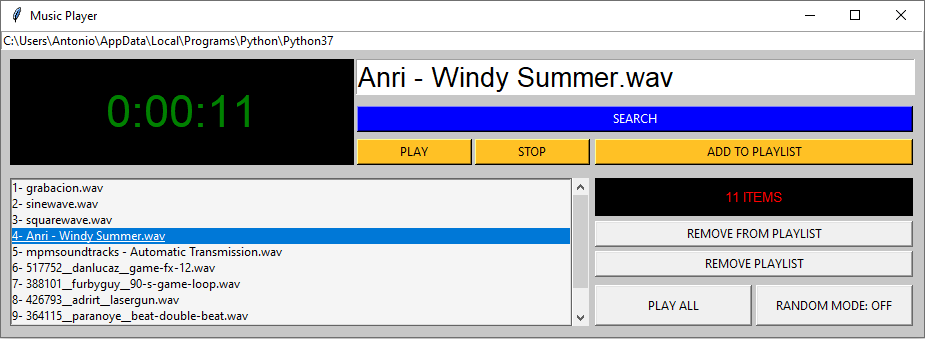 Music Player
C:\Users\Antonio\AppData\Local\Programs\Python\Python37
0:00:11
Anri - Windy Summer.wav
SEARCH
PLAY
STOP
ADD TO PLAYLIST
1- grabacion.wav
2- sinewave.wav
3- squarewave.wav
4- Anri - Windy Summer.wav
5- mpmsoundtracks - Automatic Transmission.wav
6- 517752__danlucaz__game-fx-12.wav
7- 388101__furbyguy__90-s-game-loop.wav
8- 426793__adrirt__lasergun.wav
9- 364115__paranoye__beat-double-beat.wav
11 ITEMS
REMOVE FROM PLAYLIST
REMOVE PLAYLIST
PLAY ALL
RANDOM MODE: OFF